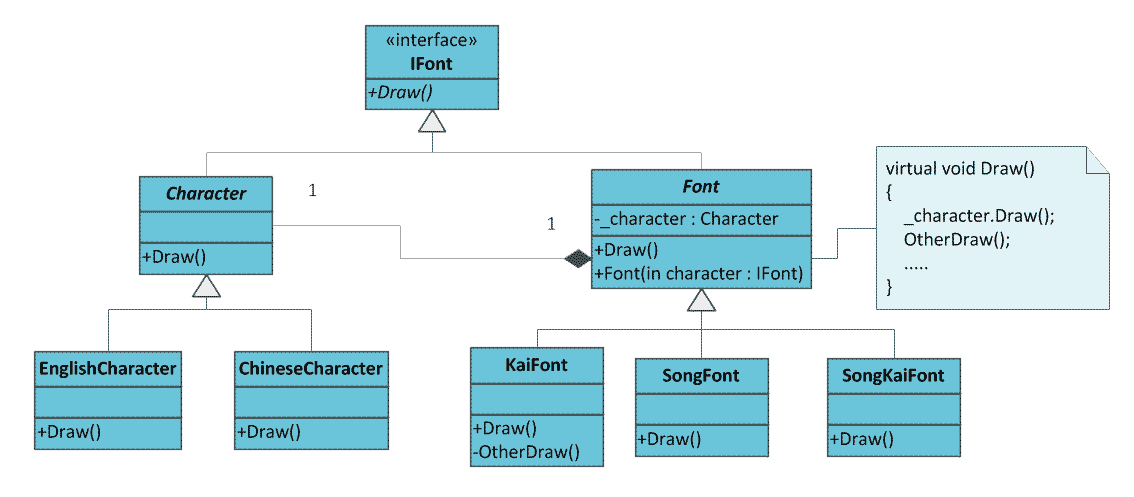 «interface»
IFont
+Draw()
Character
+Draw()
1
1
Font
-_character : Character
+Draw()
+Font(in character : IFont)
virtual void Draw()
{
_character.Draw();
OtherDraw();
.....
}
EnglishCharacter
+Draw()
ChineseCharacter
+Draw()
KaiFont
+Draw()
-OtherDraw()
SongFont
+Draw()
SongKaiFont
+Draw()